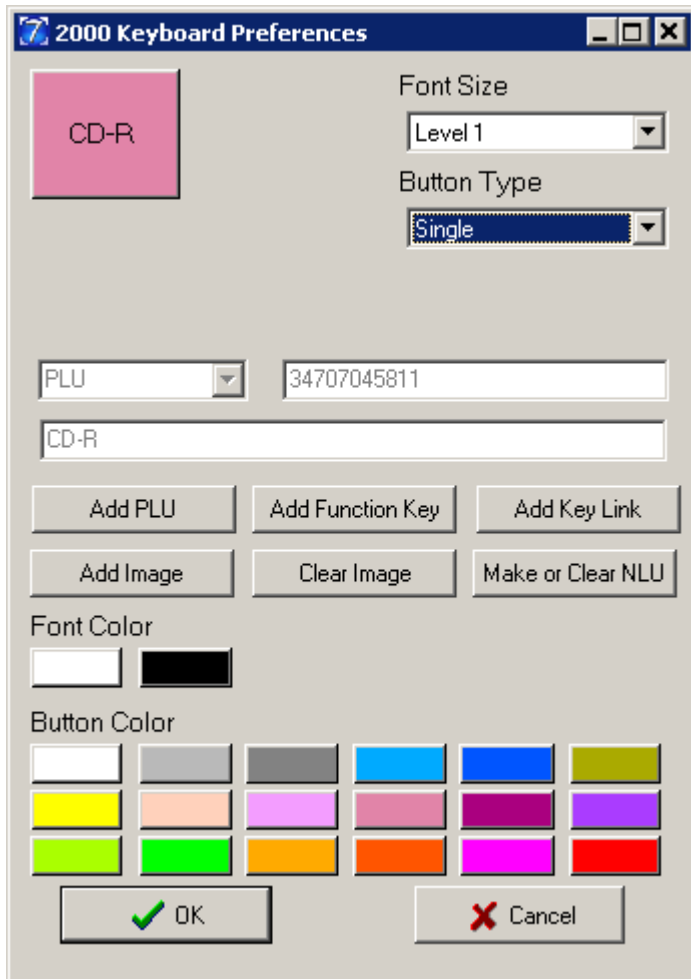 7 2000 Keyboard Preferences
CD-R
Font Size
Level 1
Button Type
Single
PLU 34707045811
CD-R
Add PLU Add Function Key Add Key Link
Add Image Clear Image Make or Clear NLU
Font Color
Button Color
OK Cancel